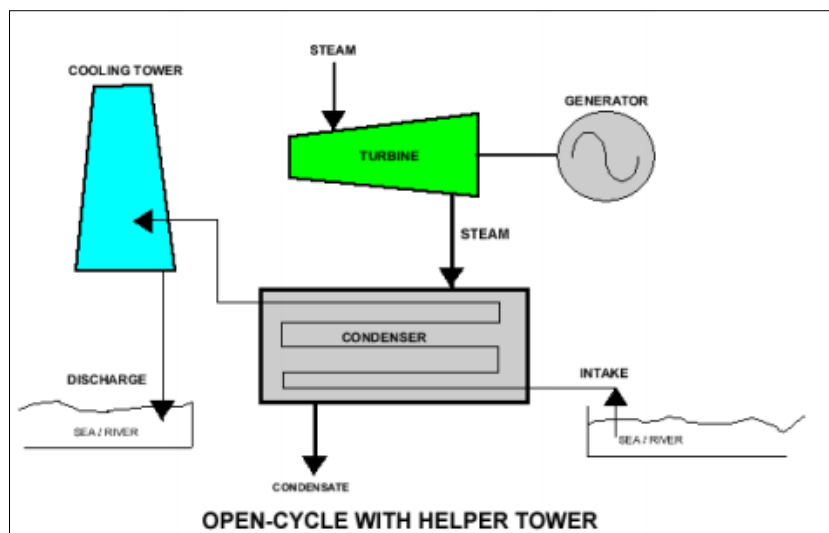 STEAM
COOLING TOWER
GENERATOR
TURBINE
STEAM
CONDENSER
DISCHARGE
INTAKE
SEA / RIVER
SEA / RIVER
CONDENSATE
OPEN-CYCLE WITH HELPER TOWER